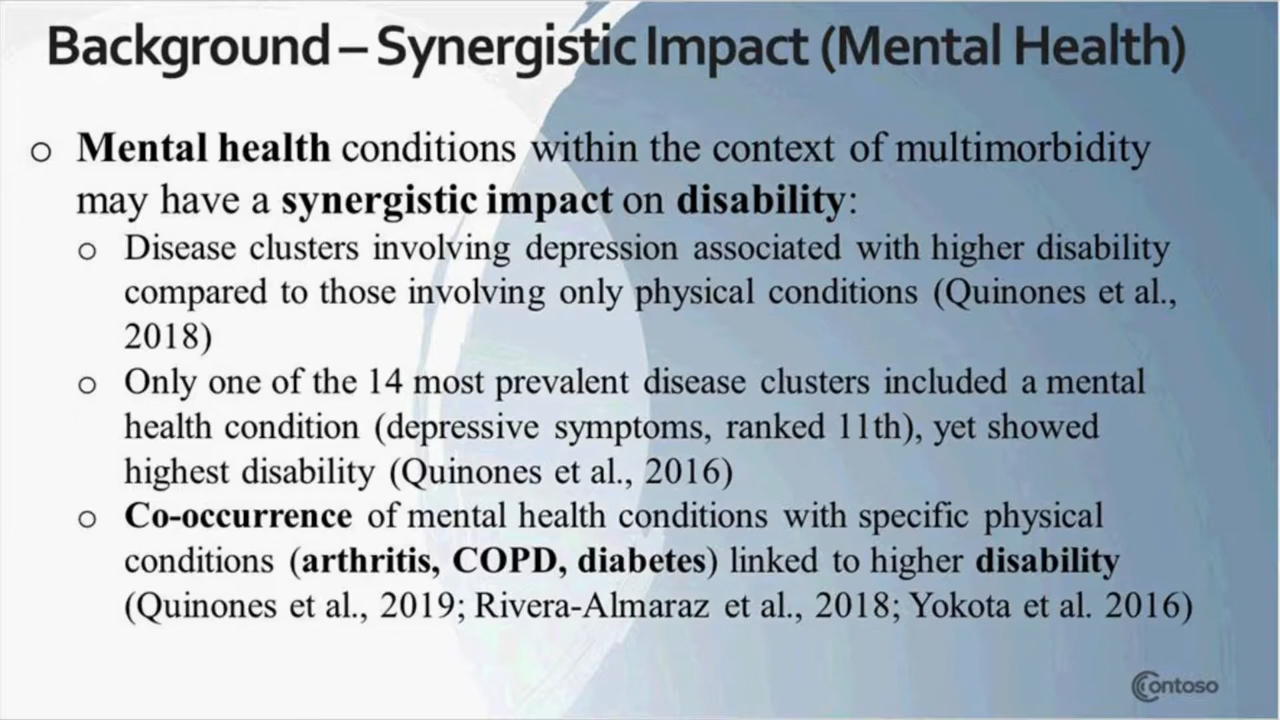 Background – Synergistic Impact (Mental Health)
o Mental health conditions within the context of multimorbidity
may have a synergistic impact on disability:
o Disease clusters involving depression associated with higher disability
compared to those involving only physical conditions (Quinones et al.,
2018)
o Only one of the 14 most prevalent disease clusters included a mental
health condition (depressive symptoms, ranked 11th), yet showed
highest disability (Quinones et al., 2016)
o Co-occurrence of mental health conditions with specific physical
conditions (arthritis, COPD, diabetes) linked to higher disability
(Quinones et al., 2019; Rivera-Almaraz et al., 2018; Yokota et al. 2016)
Contoso